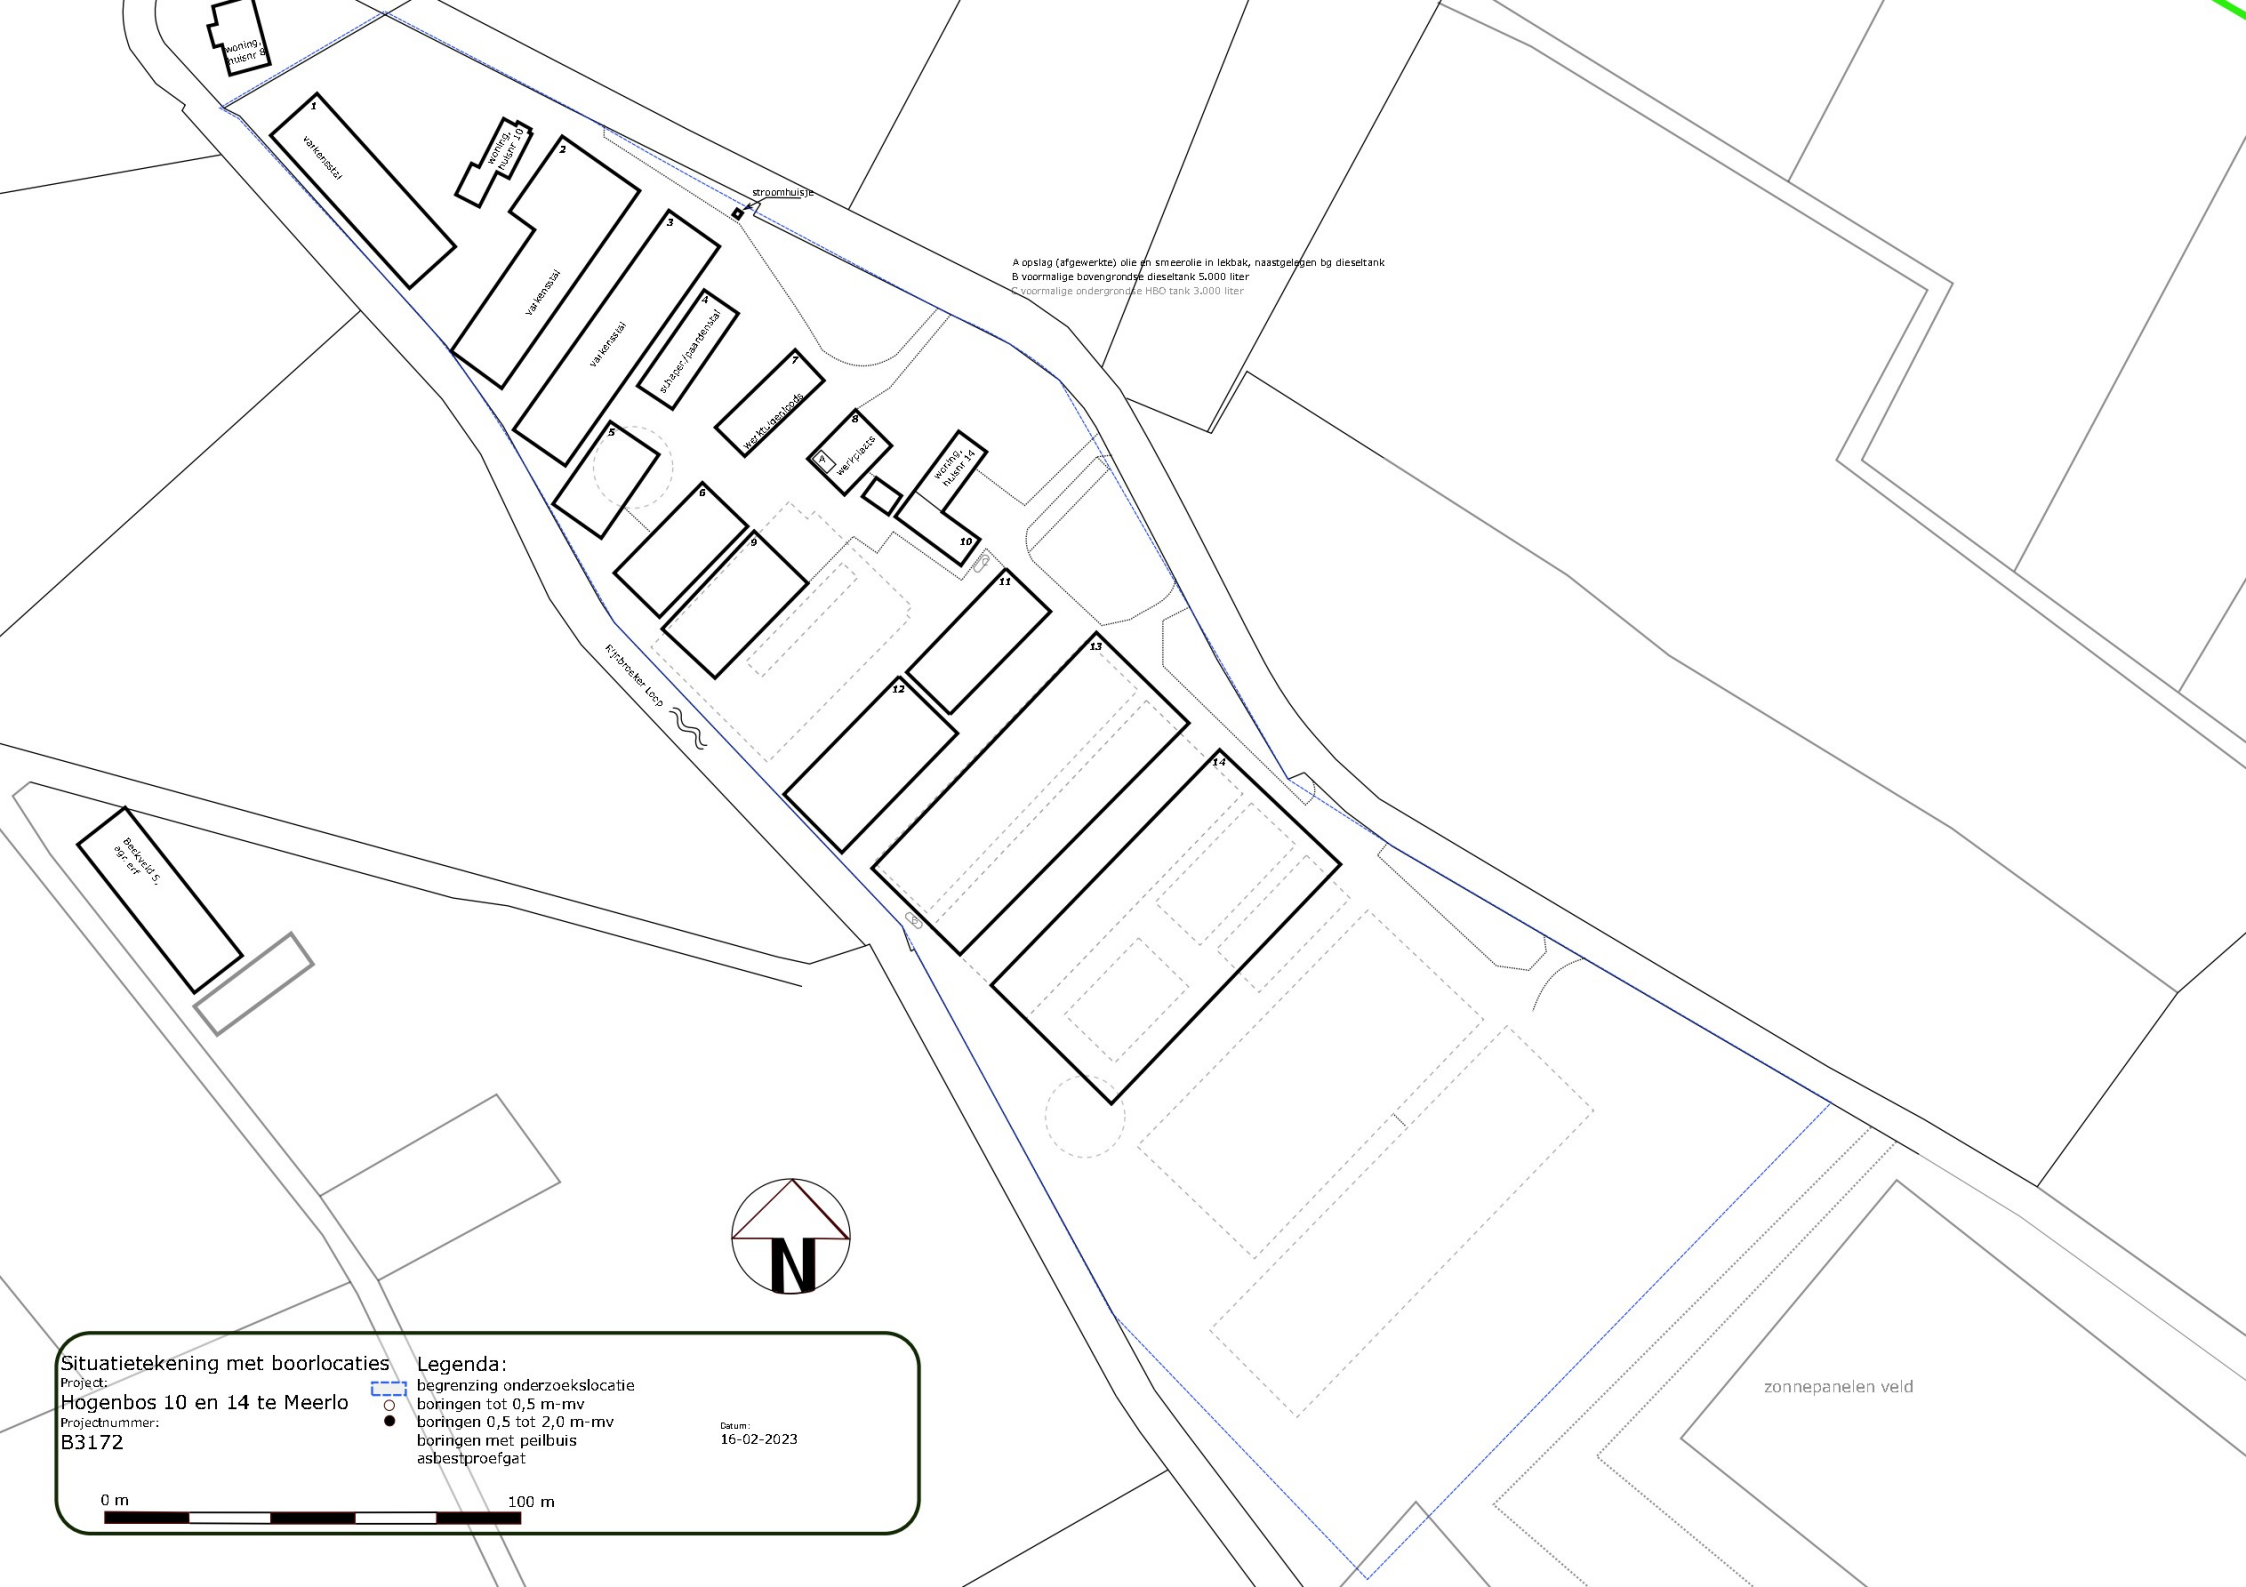 woning,
huisnr 8
1
varkensstal
woning,
huisnr 10
2
varkensstal
3
varkensstal
stroomhuisje
4
schapen/paardenstal
A opslag (afgewerkte) olie en smeerolie in lekbak, naastgelegen bg dieseltank
B voormalige bovengrondse dieseltank 5.000 liter
C voormalige ondergrondse HBO tank 3.000 liter
5
6
7
werktuigenloods
8
A
werkplaats
woning,
huisnr 14
9
10
11
12
13
14
Rijnbroeker Loop
B
Beekveld 5,
agr. erf
N
zonnepanelen veld
Situatietekening met boorlocaties
Project:
Hogenbos 10 en 14 te Meerlo
Projectnummer:
B3172
Legenda:
begrenzing onderzoekslocatie
boringen tot 0,5 m-mv
boringen 0,5 tot 2,0 m-mv
boringen met peilbuis
asbestproefgat
Datum:
16-02-2023
0 m
100 m